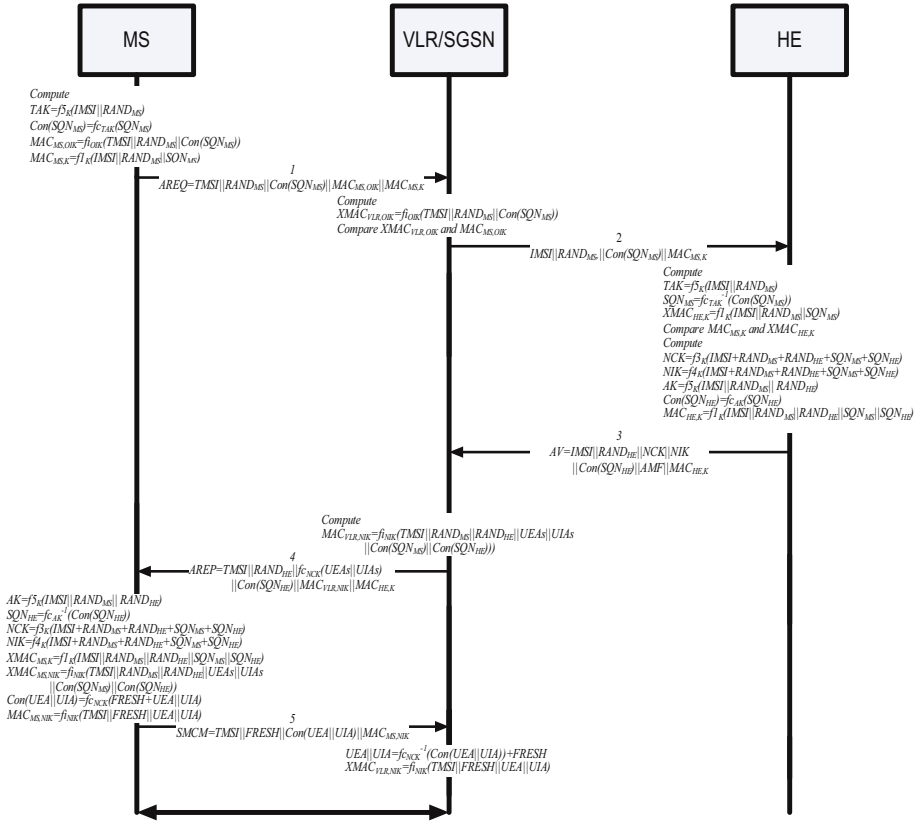 MS
VLR/SGSN
HE
Compute
TAK=f5K(IMSI||RANDMS)
Con(SQNMS)=fcTAK(SQNMS)
MACMS,OIK=fiOIK(TMSI||RANDMS||Con(SQNMS))
MACMS,K=f1K(IMSI||RANDMS||SQNMS)
1
AREQ=TMSI||RANDMS||Con(SQNMS)||MACMS,OIK||MACMS,K
Compute
XMACVLR,OIK=fiOIK(TMSI||RANDMS||Con(SQNMS))
Compare XMACVLR,OIK and MACMS,OIK
2
IMSI||RANDMS,||Con(SQNMS)||MACMS,K
Compute
TAK=f5K(IMSI||RANDMS)
SQNMS=fcTAK-1(Con(SQNMS))
XMACHE,K=f1K(IMSI||RANDMS||SQNMS)
Compare MACMS,K and XMACHE,K
Compute
NCK=f3K(IMSI+RANDMS+RANDHE+SQNMS+SQNHE)
NIK=f4K(IMSI+RANDMS+RANDHE+SQNMS+SQNHE)
AK=f5K(IMSI||RANDMS|| RANDHE)
Con(SQNHE)=fcAK(SQNHE)
MACHE,K=f1K(IMSI||RANDMS||RANDHE||SQNMS||SQNHE)
3
AV=IMSI||RANDHE||NCK||NIK
||Con(SQNHE)||AMF||MACHE,K
Compute
MACVLR,NIK=fiNIK(TMSI||RANDMS||RANDHE||UEAs||UIAs
||Con(SQNMS)||Con(SQNHE)))
4
AREP=TMSI||RANDHE||fcNCK(UEAs||UIAs)
||Con(SQNHE)||MACVLR,NIK||MACHE,K
AK=f5K(IMSI||RANDMS|| RANDHE)
SQNHE=fcAK-1(Con(SQNHE))
NCK=f3K(IMSI+RANDMS+RANDHE+SQNMS+SQNHE)
NIK=f4K(IMSI+RANDMS+RANDHE+SQNMS+SQNHE)
XMACMS,K=f1K(IMSI||RANDMS||RANDHE||SQNMS||SQNHE)
XMACMS,NIK=fiNIK(TMSI||RANDMS||RANDHE||UEAs||UIAs
||Con(SQNMS)||Con(SQNHE))
Con(UEA||UIA)=fcNCK(FRESH+UEA||UIA)
MACMS,NIK=fiNIK(TMSI||FRESH||UEA||UIA)
5
SMCM=TMSI||FRESH||Con(UEA||UIA)||MACMS,NIK
UEA||UIA=fcNCK-1(Con(UEA||UIA))+FRESH
XMACVLR,NIK=fiNIK(TMSI||FRESH||UEA||UIA)